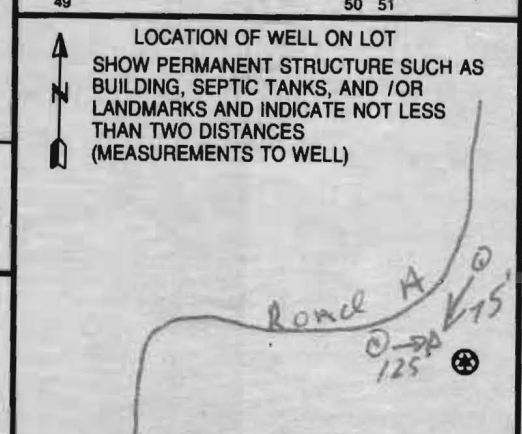 49 50 51
LOCATION OF WELL ON LOT
SHOW PERMANENT STRUCTURE SUCH AS
BUILDING, SEPTIC TANKS, AND /OR
LANDMARKS AND INDICATE NOT LESS
THAN TWO DISTANCES
(MEASUREMENTS TO WELL)
N
Road A
75'
125